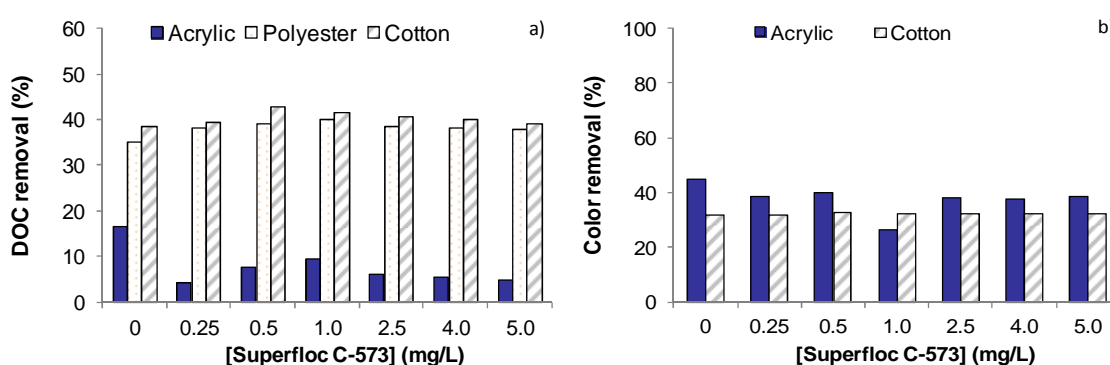 60
50
40
30
20
10
0
DOC removal (%)
Acrylic Polyester Cotton
a)
0 0.25 0.5 1.0 2.5 4.0 5.0
[Superfloc C-573] (mg/L)
100
80
60
40
20
0
Color removal (%)
Acrylic Cotton
b
0 0.25 0.5 1.0 2.5 4.0 5.0
[Superfloc C-573] (mg/L)